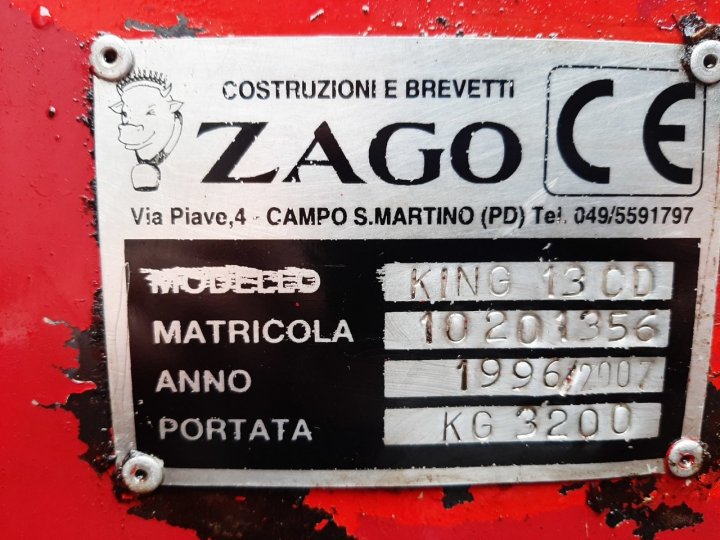 COSTRUZIONI E BREVETTI
ZAGO CE
Via Piave,4 - CAMPO S.MARTINO (PD) Tel. 049/5591797
MODELLO KING 13 CD
MATRICOLA 10201356
ANNO 1996/2007
PORTATA KG 3200